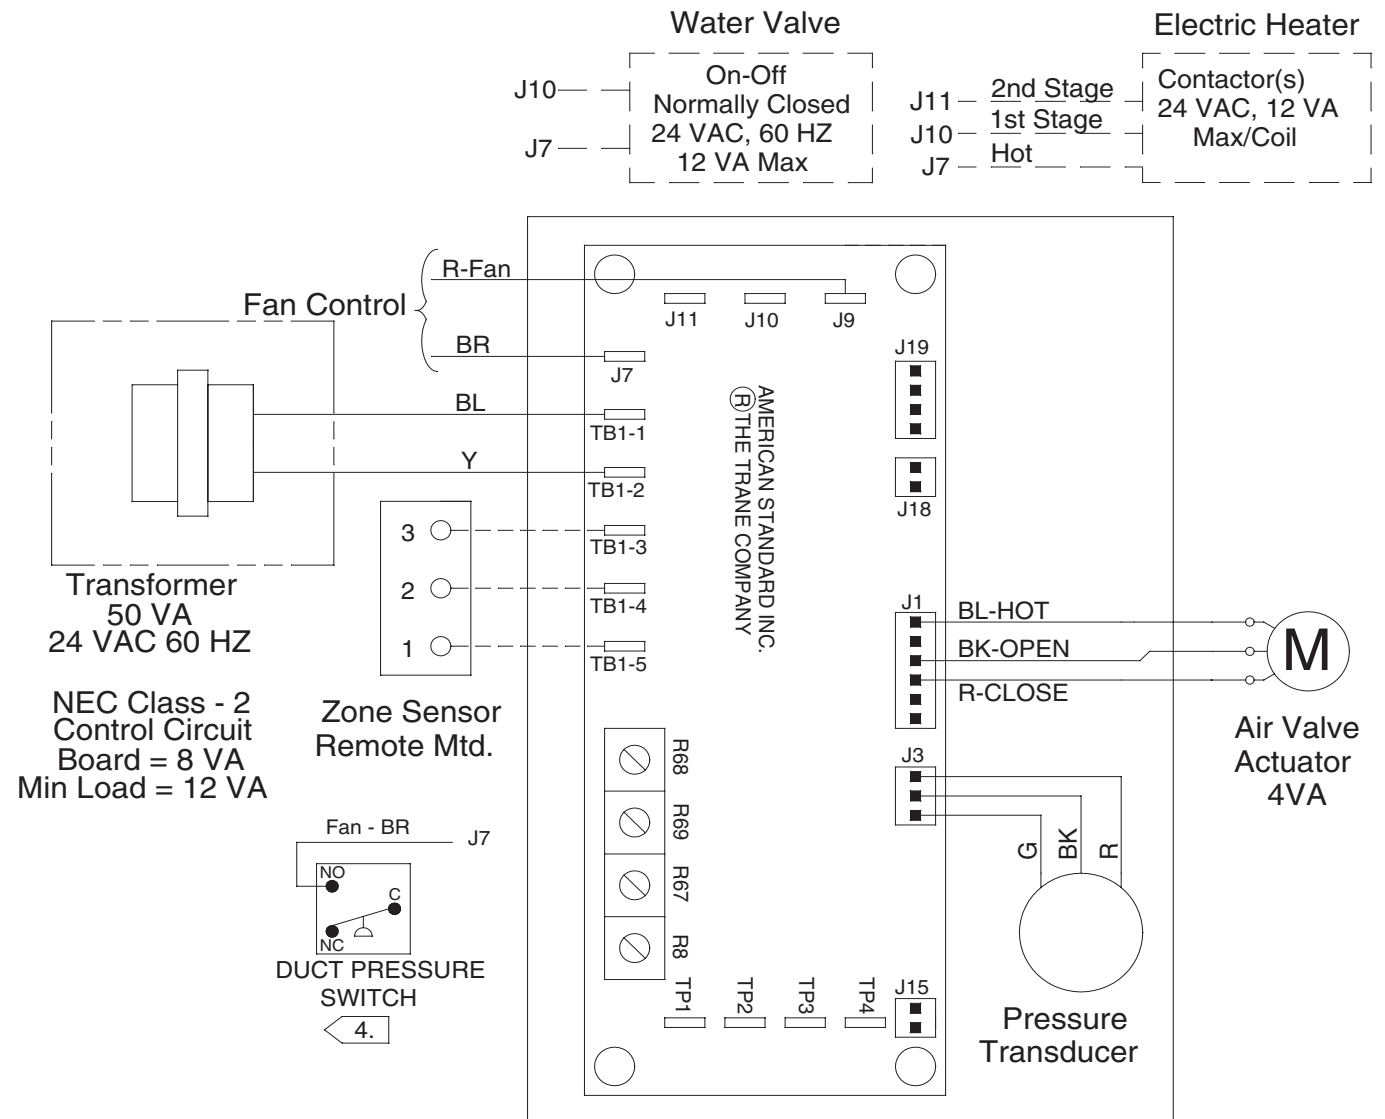 Water Valve
On-Off
Normally Closed
24 VAC, 60 HZ
12 VA Max
J10
J7
Electric Heater
Contactor(s)
24 VAC, 12 VA
Max/Coil
J11
2nd Stage
J10
1st Stage
J7
Hot
Fan Control
R-Fan
BR
BL
Y
J11
J10
J9
J7
TB1-1
TB1-2
TB1-3
TB1-4
TB1-5
AMERICAN STANDARD INC.
®THE TRANE COMPANY
J19
J18
J1
J3
J15
Transformer
50 VA
24 VAC 60 HZ
NEC Class - 2
Control Circuit
Board = 8 VA
Min Load = 12 VA
3
2
1
Zone Sensor
Remote Mtd.
BL-HOT
BK-OPEN
R-CLOSE
M
Air Valve
Actuator
4VA
R68
R69
R67
R8
TP1
TP2
TP3
TP4
G
BK
R
Pressure
Transducer
Fan - BR
J7
NO
C
NC
DUCT PRESSURE
SWITCH
4.